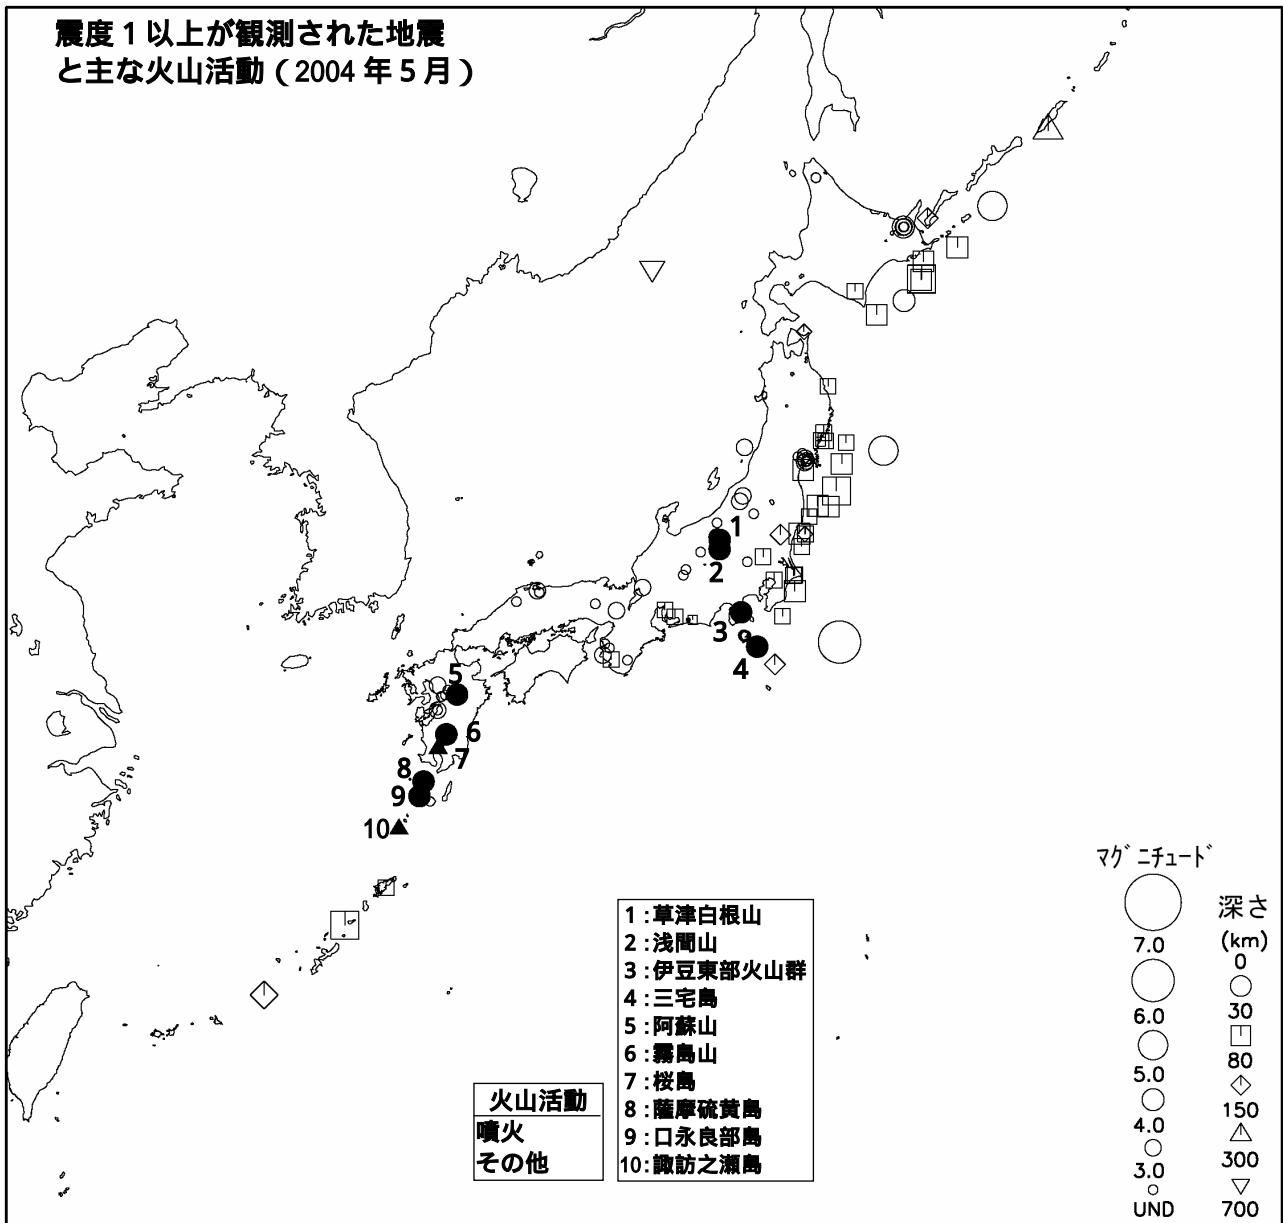 震度１以上が観測された地震
と主な火山活動（2004年５月）
1
2
3
4
5
6
7
8
9
10
1:草津白根山
2:浅間山
3:伊豆東部火山群
4:三宅島
5:阿蘇山
6:霧島山
7:桜島
8:薩摩硫黄島
9:口永良部島
10:諏訪之瀬島
火山活動
噴火
その他
マグニチュード
7.0
6.0
5.0
4.0
3.0
UND
深さ
(km)
0
30
80
150
300
700